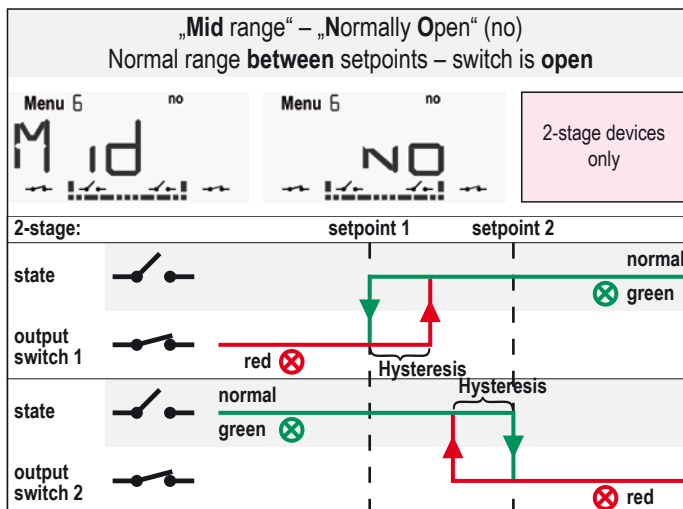 „Mid range“ – „Normally Open“ (no)
Normal range between setpoints – switch is open
Menu 6 no
Mid
Menu 6 no
NO
2-stage devices
only
2-stage:
setpoint 1
setpoint 2
state
normal
green
output
switch 1
red
Hysteresis
Hysteresis
state
normal
green
output
switch 2
red